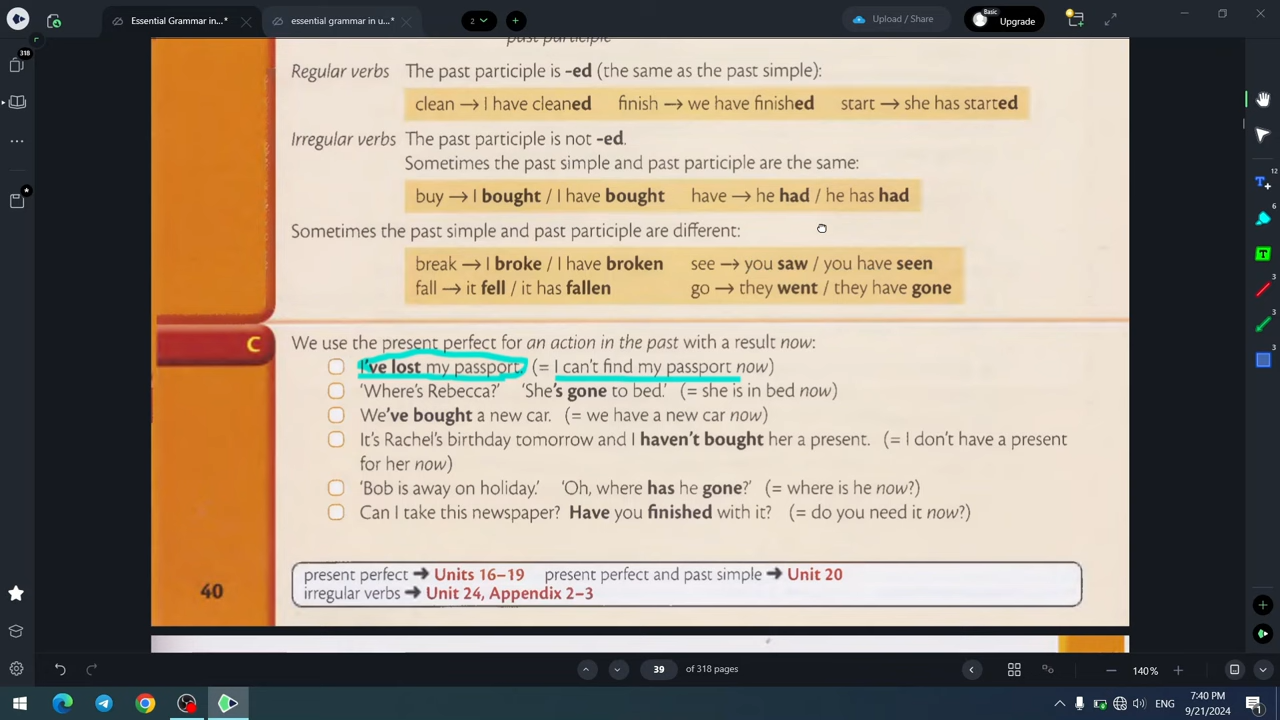 Essential Grammar in...*
essential grammar in u...*
2
Upload / Share
Basic
Upgrade
318
past participle
Regular verbs The past participle is -ed (the same as the past simple):
clean → I have cleaned finish → we have finished start → she has started
Irregular verbs The past participle is not -ed.
Sometimes the past simple and past participle are the same:
buy → I bought / I have bought have → he had / he has had
Sometimes the past simple and past participle are different:
break → I broke / I have broken see → you saw / you have seen
fall → it fell / it has fallen go → they went / they have gone
C
We use the present perfect for an action in the past with a result now:
I've lost my passport. (= I can't find my passport now)
'Where's Rebecca?' 'She's gone to bed.' (= she is in bed now)
We've bought a new car. (= we have a new car now)
It's Rachel's birthday tomorrow and I haven't bought her a present. (= I don't have a present
for her now)
'Bob is away on holiday.' 'Oh, where has he gone?' (= where is he now?)
Can I take this newspaper? Have you finished with it? (= do you need it now?)
40
present perfect → Units 16–19 present perfect and past simple → Unit 20
irregular verbs → Unit 24, Appendix 2–3
12
6
T
3
2
3
39 of 318 pages
140%
ENG
7:40 PM
9/21/2024
1